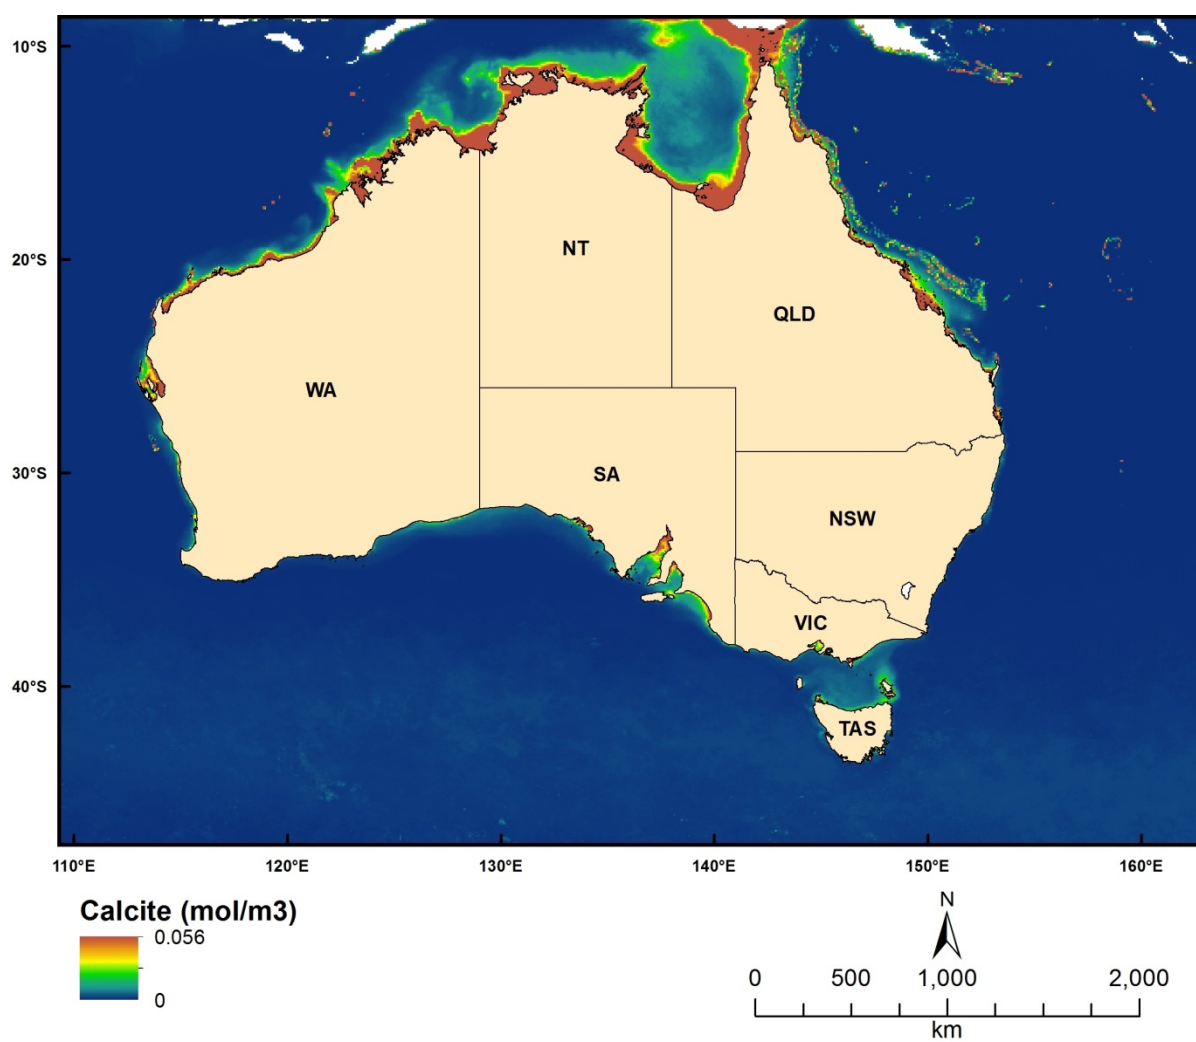 10°S
20°S
30°S
40°S
NT
QLD
WA
SA
NSW
VIC
TAS
110°E 120°E 130°E 140°E 150°E 160°E
Calcite (mol/m3)
0.056
0
N
0 500 1,000 2,000
km